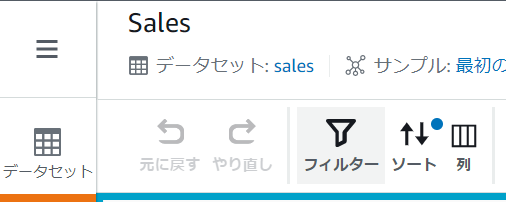 Sales
データセット: sales
サンプル: 最初の
データセット
元に戻す
やり直し
フィルター
ソート
列